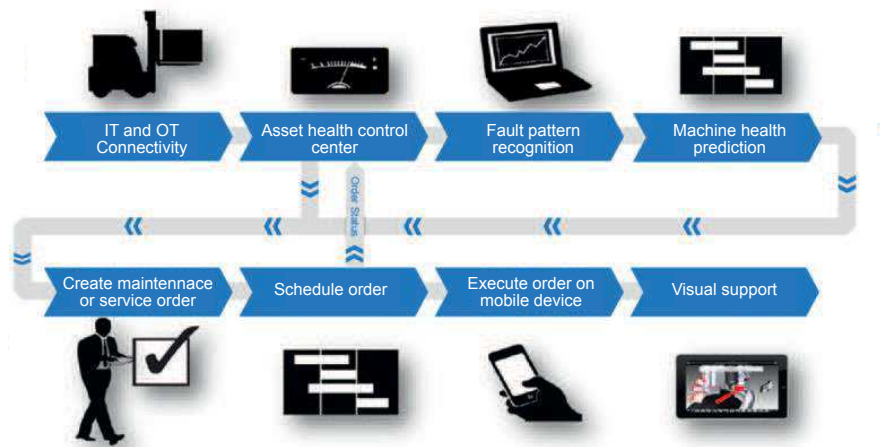 IT and OT
Connectivity
Asset health control
center
Fault pattern
recognition
Machine health
prediction
Order Status
Create maintennace
or service order
Schedule order
Execute order on
mobile device
Visual support